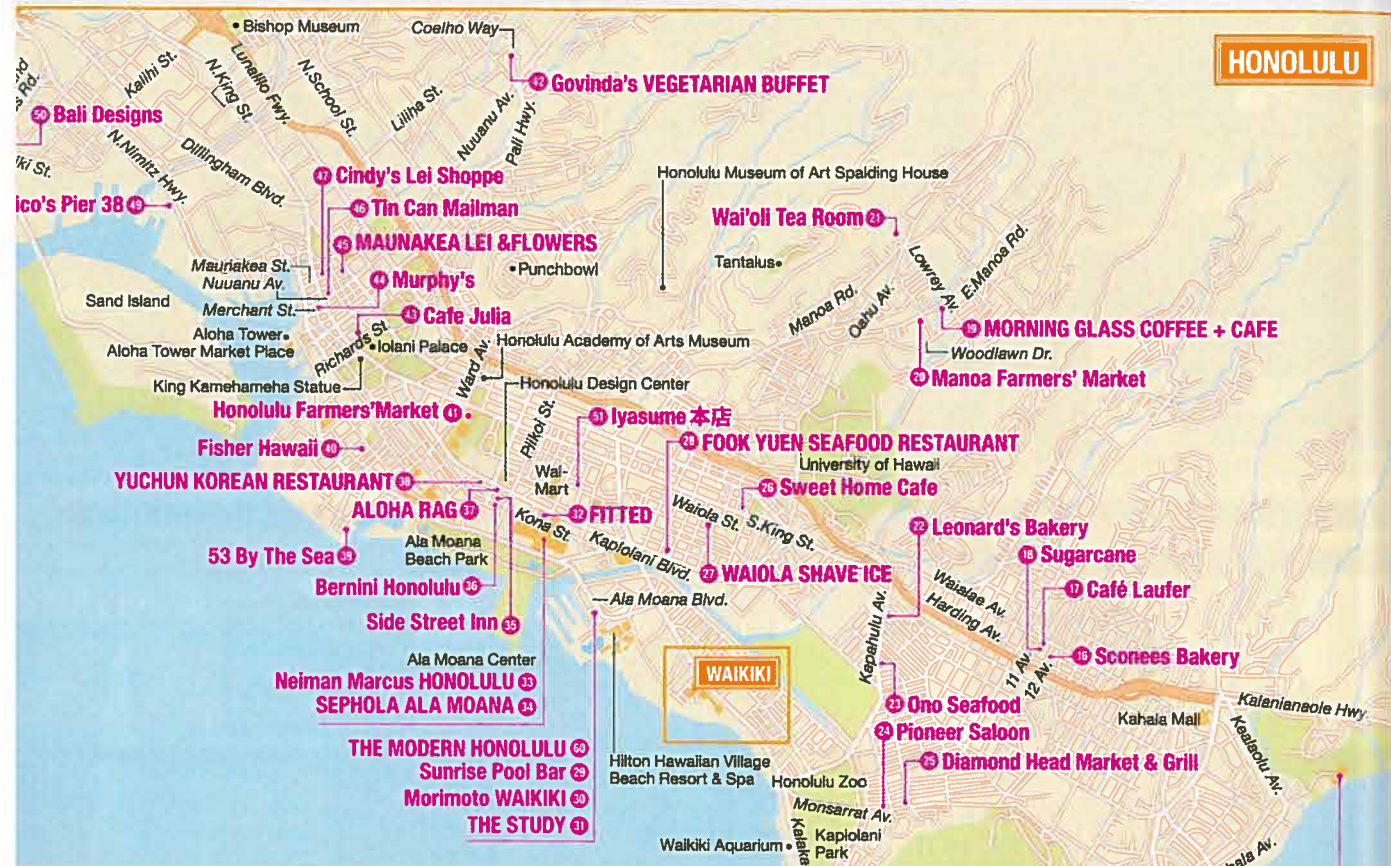 HONOLULU
Bishop Museum
Coelho Way
42 Govinda's VEGETARIAN BUFFET
Kalihi St.
N.King St.
Lunalilo Fwy.
N.School St.
Liliha St.
Nuuanu Av.
Pali Hwy.
Rd.
50 Bali Designs
N.Nimitz Hwy.
Dillingham Blvd.
iki St.
47 Cindy's Lei Shoppe
Honolulu Museum of Art Spalding House
ico's Pier 38 49
46 Tin Can Mailman
Wai'oli Tea Room 21
45 MAUNAKEA LEI &FLOWERS
Lowrey Av.
E.Manoa Rd.
Maunakea St.
Nuuanu Av.
44 Murphy's
Punchbowl
Tantalus
Sand Island
Merchant St.
43 Cafe Julia
Manoa Rd.
Oahu Av.
19 MORNING GLASS COFFEE + CAFE
Aloha Tower
Aloha Tower Market Place
Richards St.
Iolani Palace
Ward Av.
Honolulu Academy of Arts Museum
Woodlawn Dr.
20 Manoa Farmers' Market
King Kamehameha Statue
Honolulu Design Center
Honolulu Farmers'Market 41
Piikoi St.
51 Iyasume 本店
28 FOOK YUEN SEAFOOD RESTAURANT
Fisher Hawaii 40
University of Hawaii
YUCHUN KOREAN RESTAURANT 38
Wal-
Mart
26 Sweet Home Cafe
ALOHA RAG 37
Kona St.
32 FITTED
Waiola St.
S.King St.
22 Leonard's Bakery
53 By The Sea 39
Ala Moana
Beach Park
Kapiolani Blvd.
27 WAIOLA SHAVE ICE
18 Sugarcane
Bernini Honolulu 36
Ala Moana Blvd.
Waialae Av.
Harding Av.
17 Café Laufer
Side Street Inn 35
Kapahulu Av.
11 Av.
12 Av.
16 Sconees Bakery
Ala Moana Center
Neiman Marcus HONOLULU 33
SEPHOLA ALA MOANA 34
WAIKIKI
23 Ono Seafood
Kahala Mall
Kalanianaole Hwy
Kealaolu Av.
24 Pioneer Saloon
THE MODERN HONOLULU 60
Sunrise Pool Bar 29
Morimoto WAIKIKI 30
THE STUDY 31
Hilton Hawaiian Village
Beach Resort & Spa
Honolulu Zoo
25 Diamond Head Market & Grill
Monsarrat Av.
Waikiki Aquarium
Kalaka
Kapiolani
Park
ala Av.